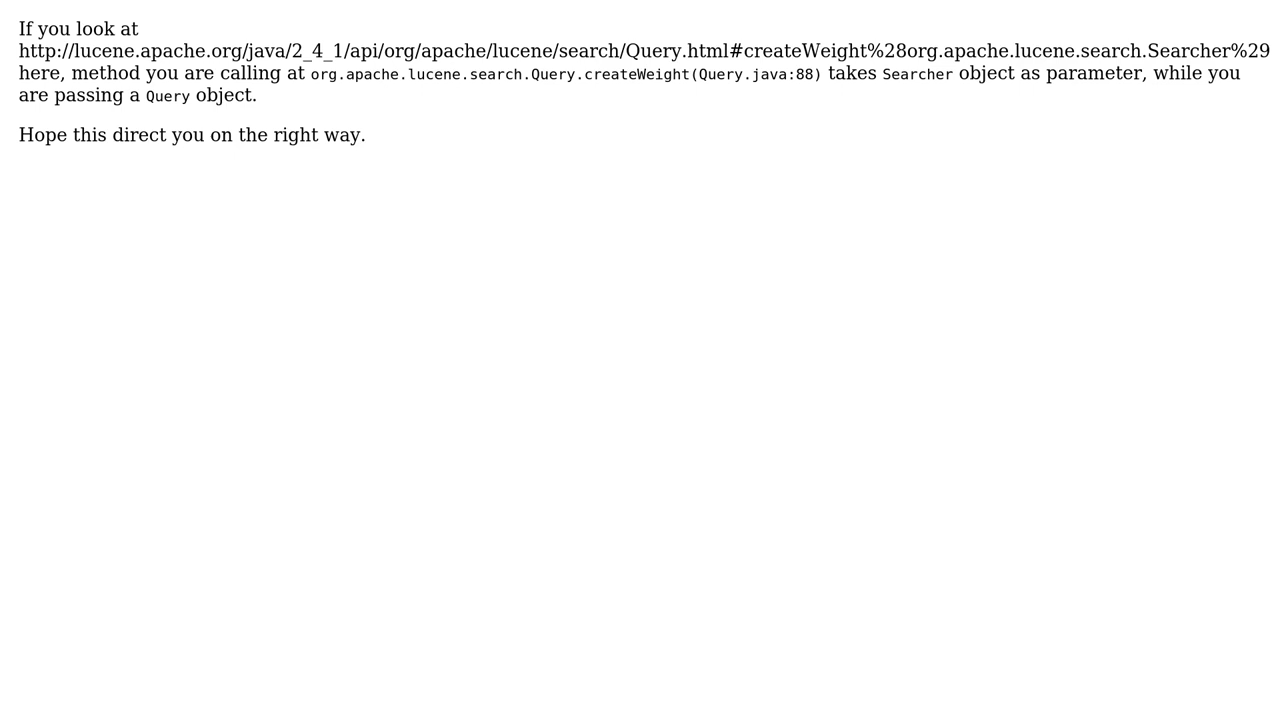 If you look at
http://lucene.apache.org/java/2_4_1/api/org/apache/lucene/search/Query.html#createWeight%28org.apache.lucene.search.Searcher%29
here, method you are calling at org.apache.lucene.search.Query.createWeight(Query.java:88) takes Searcher object as parameter, while you
are passing a Query object.
Hope this direct you on the right way.